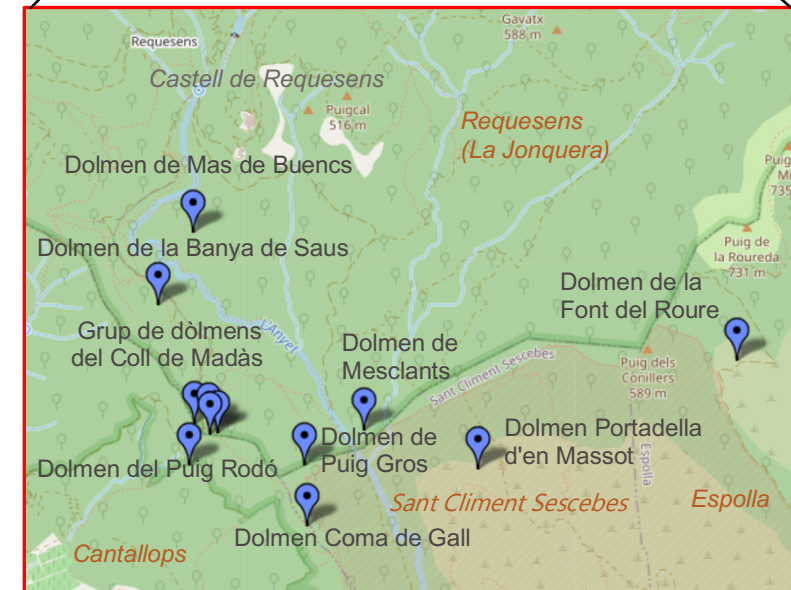 Gavatx
588 m
Requesens
Castell de Requesens
Puigcal
516 m
Requesens
(La Jonquera)
Dolmen de Mas de Buencs
Puig
Mi
735
Dolmen de la Banya de Saus
Puig de
la Roureda
731 m
Dolmen de la
Font del Roure
Grup de dòlmens
del Coll de Madàs
L'Anyet
Dolmen de
Mesclants
Sant Climent Sescebes
Puig dels
Conillers
589 m
Dolmen de
Puig Gros
Dolmen Portadella
d'en Massot
Espolla
Dolmen del Puig Rodó
Sant Climent Sescebes
Espolla
Dolmen Coma de Gall
Cantallops